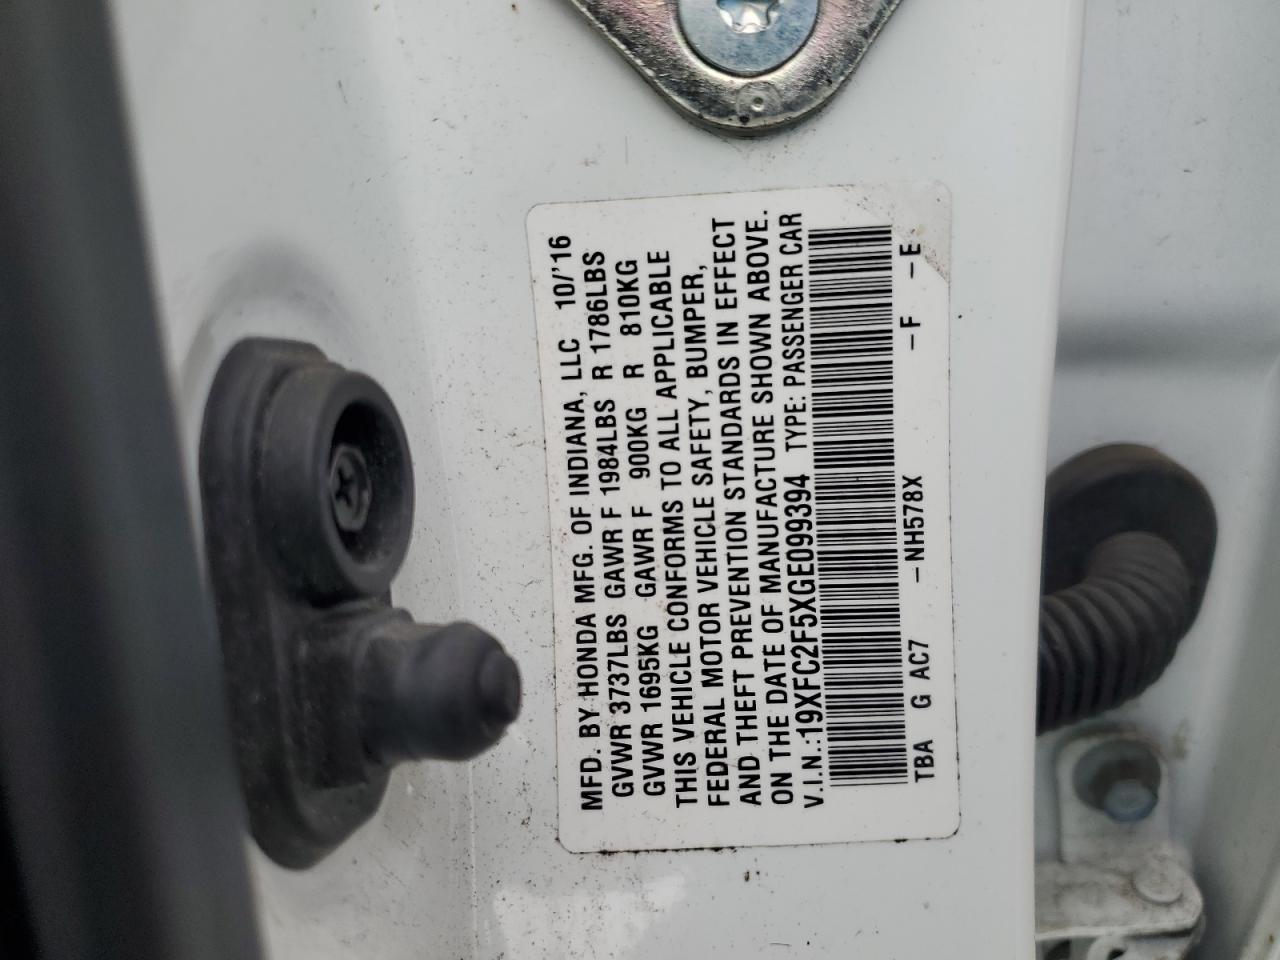 MFD. BY HONDA MFG. OF INDIANA, LLC 10/'16
GVWR 3737LBS GAWR F 1984LBS R 1786LBS
GVWR 1695KG GAWR F 900KG R 810KG
THIS VEHICLE CONFORMS TO ALL APPLICABLE
FEDERAL MOTOR VEHICLE SAFETY, BUMPER,
AND THEFT PREVENTION STANDARDS IN EFFECT
ON THE DATE OF MANUFACTURE SHOWN ABOVE.
V.I.N.:19XFC2F5XGE099394 TYPE: PASSENGER CAR
TBA G AC7 -NH578X -F -E